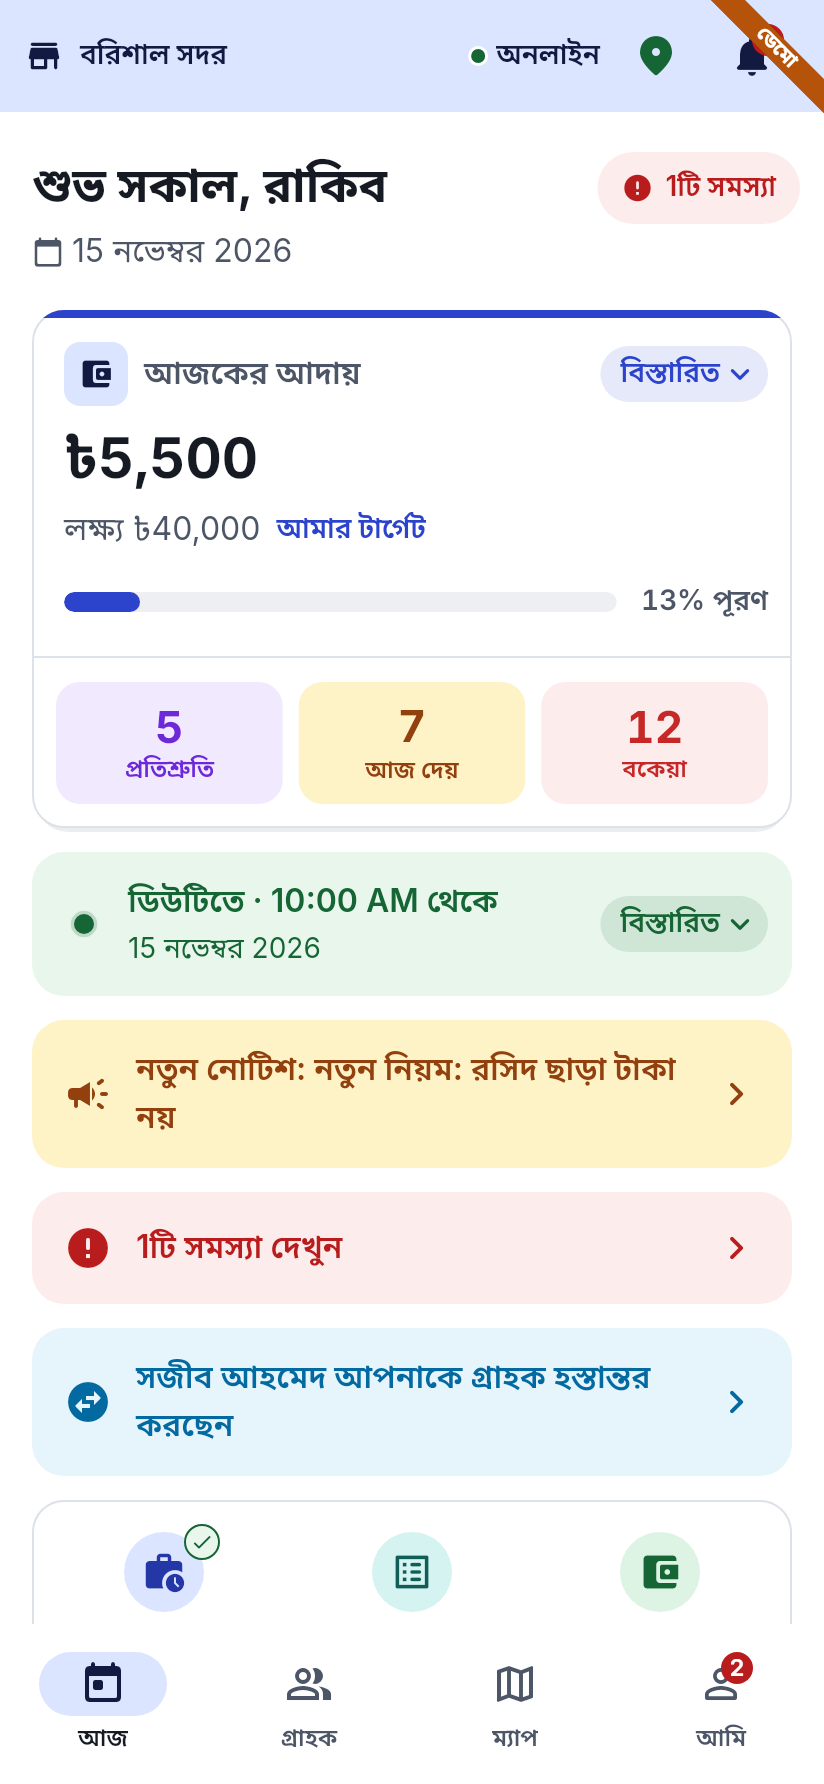 বরিশাল সদর
অনলাইন
ডেমো
শুভ সকাল, রাকিব
1টি সমস্যা
15 নভেম্বর 2026
আজকের আদায়
বিস্তারিত
৳5,500
লক্ষ্য ৳40,000 আমার টার্গেট
13% পূরণ
5
প্রতিশ্রুতি
7
আজ দেয়
12
বকেয়া
ডিউটিতে · 10:00 AM থেকে
15 নভেম্বর 2026
বিস্তারিত
নতুন নোটিশ: নতুন নিয়ম: রসিদ ছাড়া টাকা
নয়
1টি সমস্যা দেখুন
সজীব আহমেদ আপনাকে গ্রাহক হস্তান্তর
করছেন
2
আজ
গ্রাহক
ম্যাপ
আমি